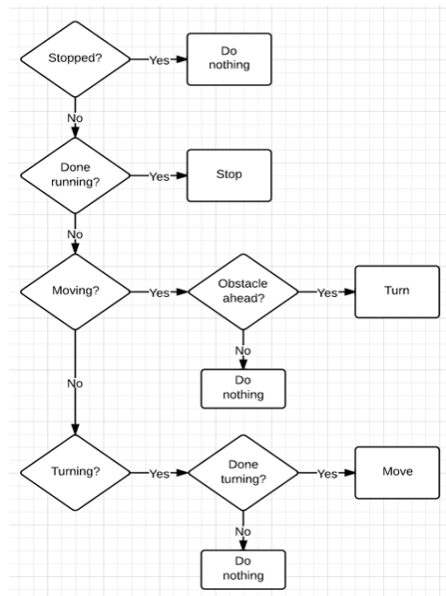 Stopped?
Yes
Do
nothing
No
Done
running?
Yes
Stop
No
Moving?
Yes
Obstacle
ahead?
Yes
Turn
No
Do
nothing
No
Turning?
Yes
Done
turning?
Yes
Move
No
Do
nothing